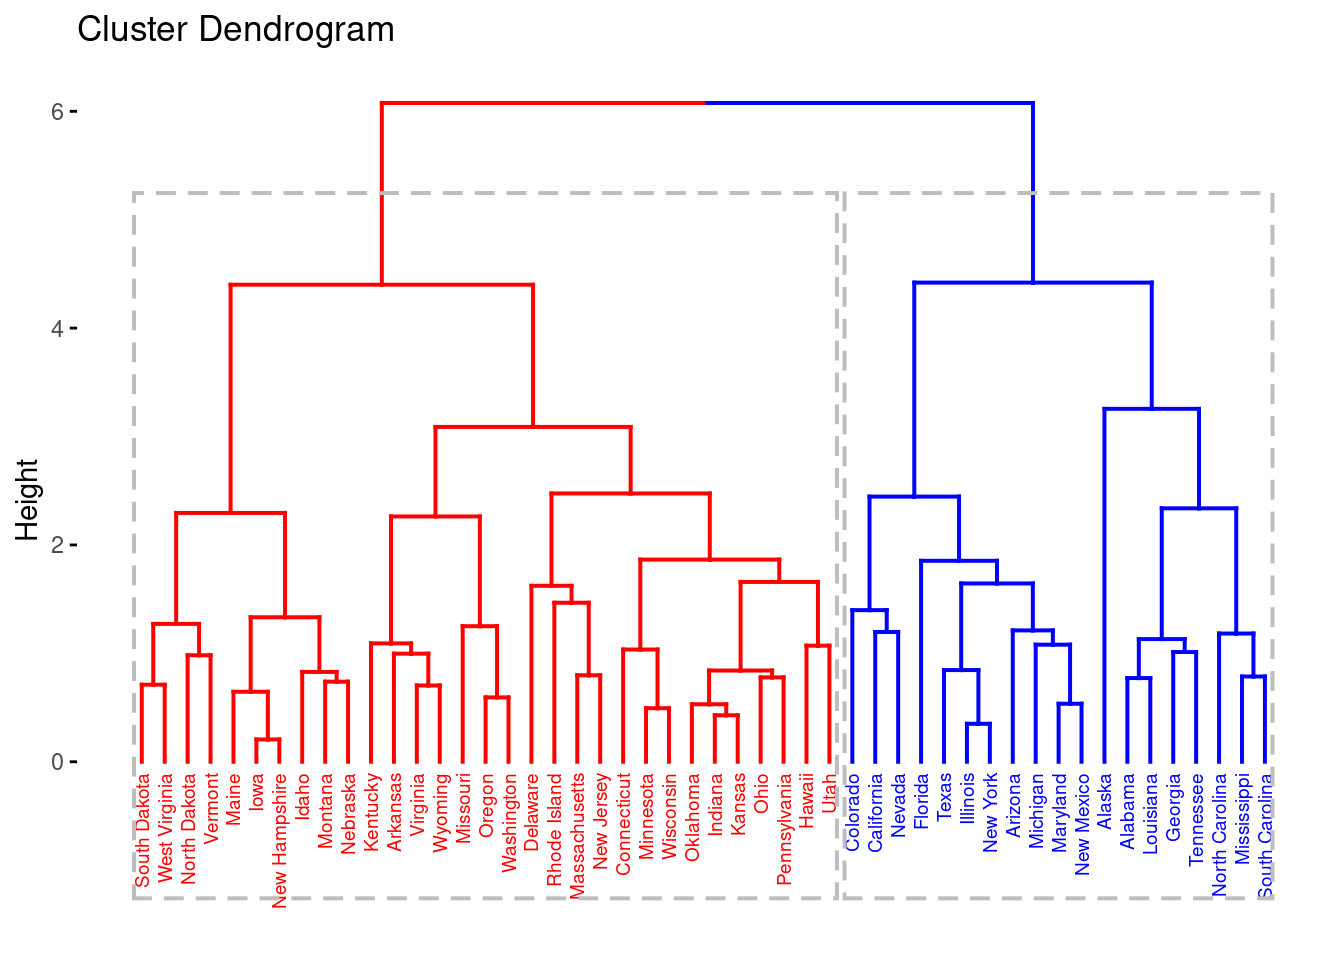 Cluster Dendrogram
Height
6
4
2
0
South Dakota
West Virginia
North Dakota
Vermont
Maine
Iowa
New Hampshire
Idaho
Montana
Nebraska
Kentucky
Arkansas
Virginia
Wyoming
Missouri
Oregon
Washington
Delaware
Rhode Island
Massachusetts
New Jersey
Connecticut
Minnesota
Wisconsin
Oklahoma
Indiana
Kansas
Ohio
Pennsylvania
Hawaii
Utah
Colorado
California
Nevada
Florida
Texas
Illinois
New York
Arizona
Michigan
Maryland
New Mexico
Alaska
Alabama
Louisiana
Georgia
Tennessee
North Carolina
Mississippi
South Carolina